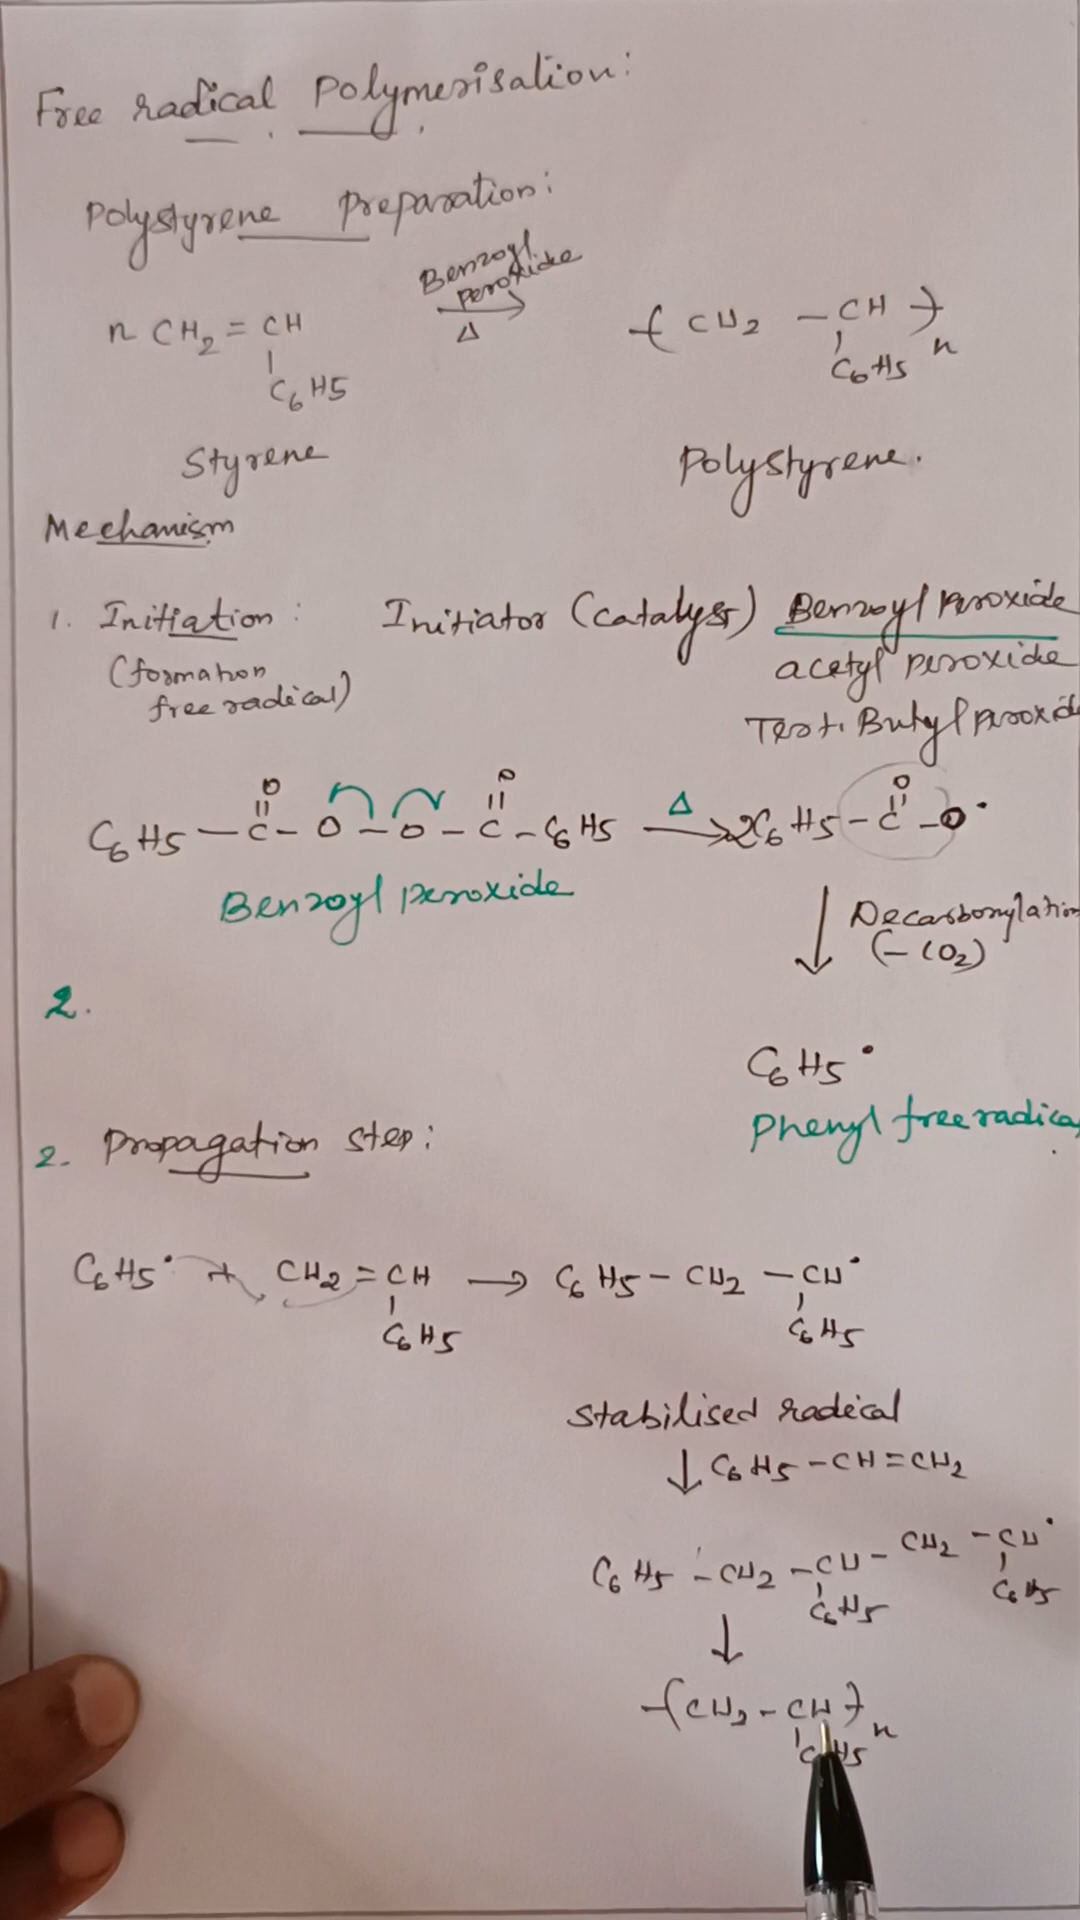 Free radical Polymerisation:
Polystyrene Preparation:
Benzoyl
peroxide
n CH2 = CH
Δ
-( CH2 - CH )-
C6H5
C6H5 n
Styrene
Polystyrene.
Mechanism
1. Initiation : Initiator (catalyst) Benzoyl Peroxide
(formation
free radical)
acetyl peroxide
Tert. Butyl peroxid
O O O
|| || ||
C6H5 - C - O - O - C - C6H5 Δ→ 2C6H5 - C - O•
Benzoyl Peroxide
↓ Decarbonylation
(- CO2)
2.
C6H5•
Phenyl free radical
2. Propagation step:
C6H5• + CH2 = CH → C6H5 - CH2 - CH•
C6H5 C6H5
Stabilised radical
↓ C6H5 - CH = CH2
C6H5 - CH2 - CH - CH2 - CH•
C6H5 C6H5
↓
-( CH2 - CH )- n